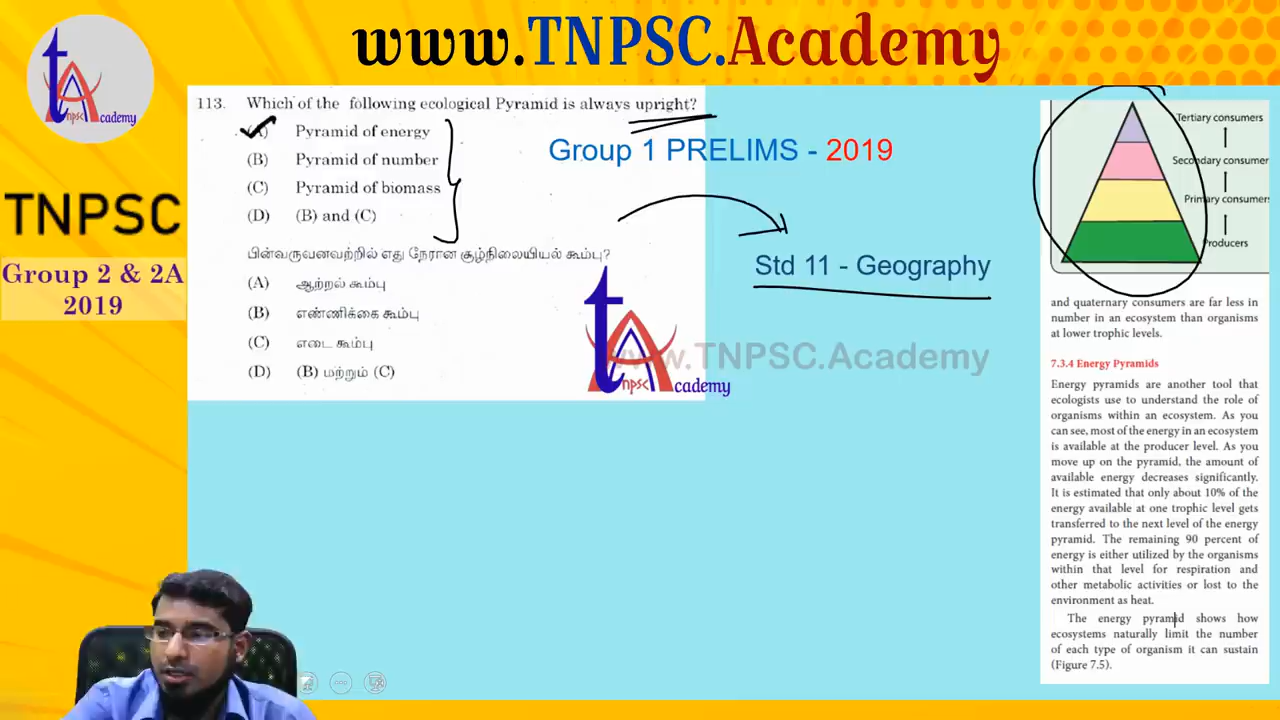 www.TNPSC.Academy
tA
npsc cademy
TNPSC
Group 2 & 2A
2019
113. Which of the following ecological Pyramid is always upright?
(A) Pyramid of energy
(B) Pyramid of number
(C) Pyramid of biomass
(D) (B) and (C)
பின்வருவனவற்றில் எது நேரான சூழ்நிலையியல் கூம்பு?
(A) ஆற்றல் கூம்பு
(B) எண்ணிக்கை கூம்பு
(C) எடை கூம்பு
(D) (B) மற்றும் (C)
Group 1 PRELIMS - 2019
Std 11 - Geography
www.TNPSC.Academy
tA
npsc cademy
Tertiary consumers
Secondary consumer
Primary consumers
Producers
and quaternary consumers are far less in
number in an ecosystem than organisms
at lower trophic levels.
7.3.4 Energy Pyramids
Energy pyramids are another tool that
ecologists use to understand the role of
organisms within an ecosystem. As you
can see, most of the energy in an ecosystem
is available at the producer level. As you
move up on the pyramid, the amount of
available energy decreases significantly.
It is estimated that only about 10% of the
energy available at one trophic level gets
transferred to the next level of the energy
pyramid. The remaining 90 percent of
energy is either utilized by the organisms
within that level for respiration and
other metabolic activities or lost to the
environment as heat.
The energy pyramid shows how
ecosystems naturally limit the number
of each type of organism it can sustain
(Figure 7.5).